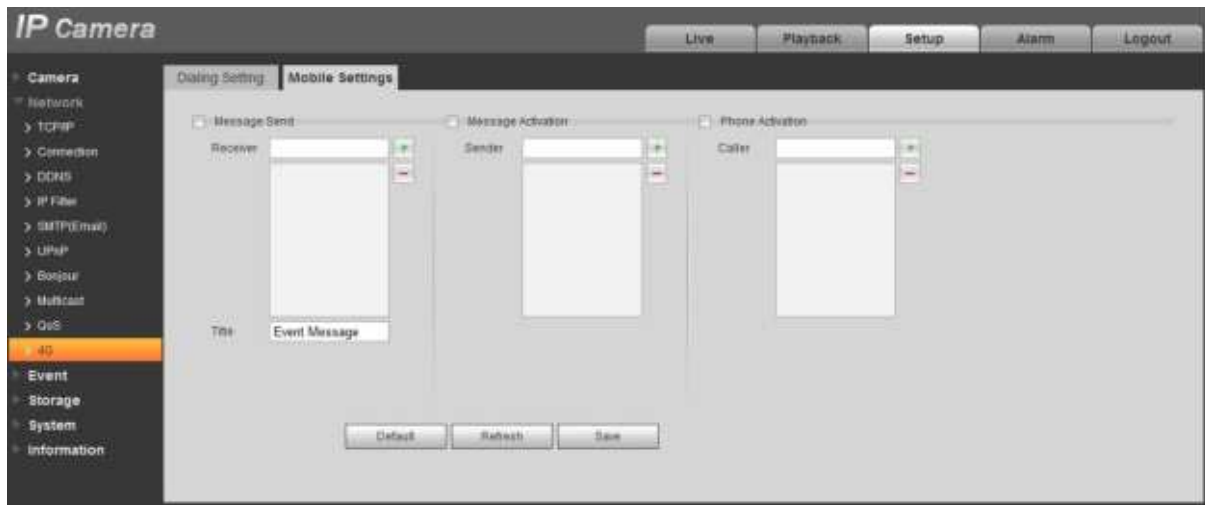 IP Camera
Live Playback Setup Alarm Logout
Camera
Network
TCP/IP
Connection
DDNS
IP Filter
SMTP(Email)
UPnP
Bonjour
Multicast
QoS
4G
Event
Storage
System
Information
Dialing Setting Mobile Settings
Message Send Message Activation Phone Activation
Receiver Sender Caller
Title Event Message
Default Refresh Save